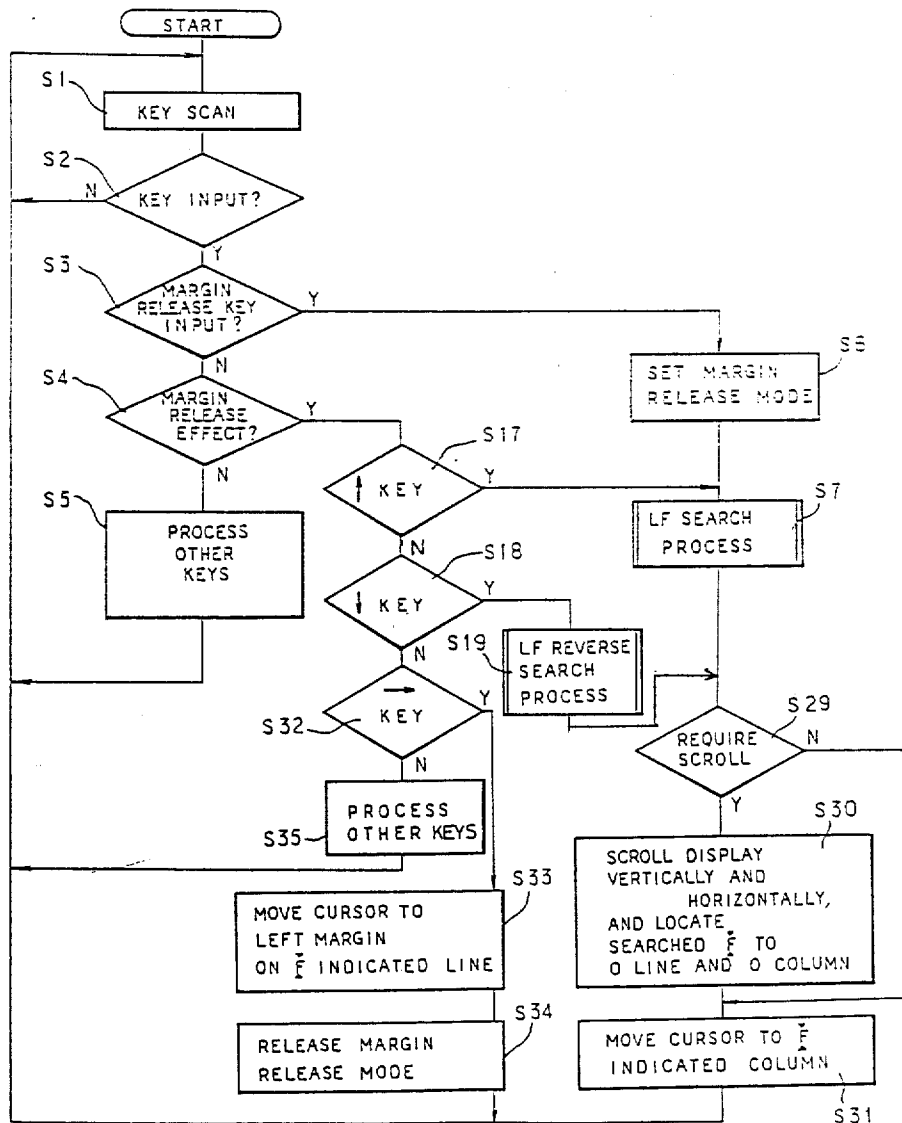 START
S1
KEY SCAN
S2
N
KEY INPUT?
Y
S3
MARGIN
RELEASE KEY
INPUT?
Y
N
S4
MARGIN
RELEASE
EFFECT?
Y
N
S5
PROCESS
OTHER
KEYS
S6
SET MARGIN
RELEASE MODE
S17
↑ KEY
Y
N
S7
LF SEARCH
PROCESS
S18
↓ KEY
Y
N
S19
LF REVERSE
SEARCH
PROCESS
S32
→
KEY
Y
N
S29
REQUIRE
SCROLL
N
Y
S35
PROCESS
OTHER KEYS
S33
MOVE CURSOR TO
LEFT MARGIN
ON F INDICATED LINE
S30
SCROLL DISPLAY
VERTICALLY AND
HORIZONTALLY,
AND LOCATE
SEARCHED F TO
0 LINE AND 0 COLUMN
S34
RELEASE MARGIN
RELEASE MODE
MOVE CURSOR TO F
INDICATED COLUMN
S31